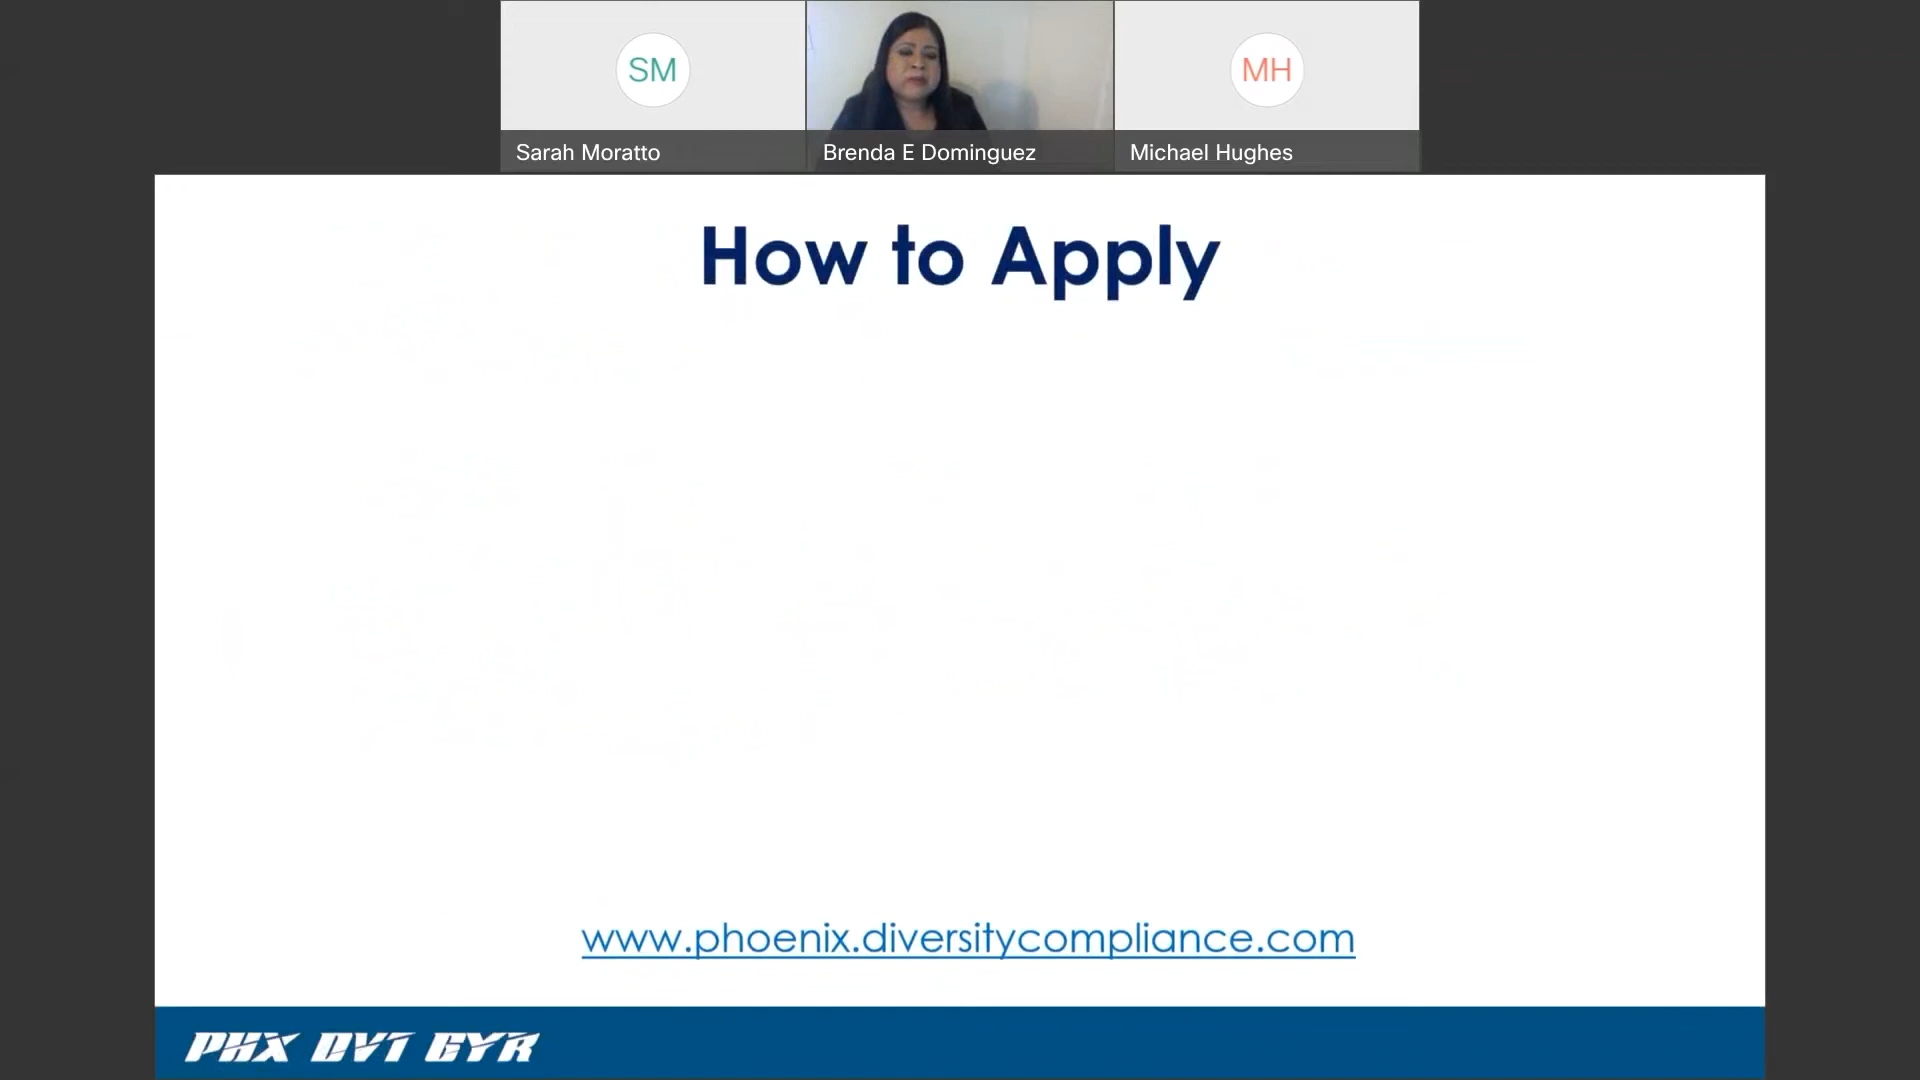 SM
MH
Sarah Moratto
Brenda E Dominguez
Michael Hughes
How to Apply
www.phoenix.diversitycompliance.com
PHX DVT GYR